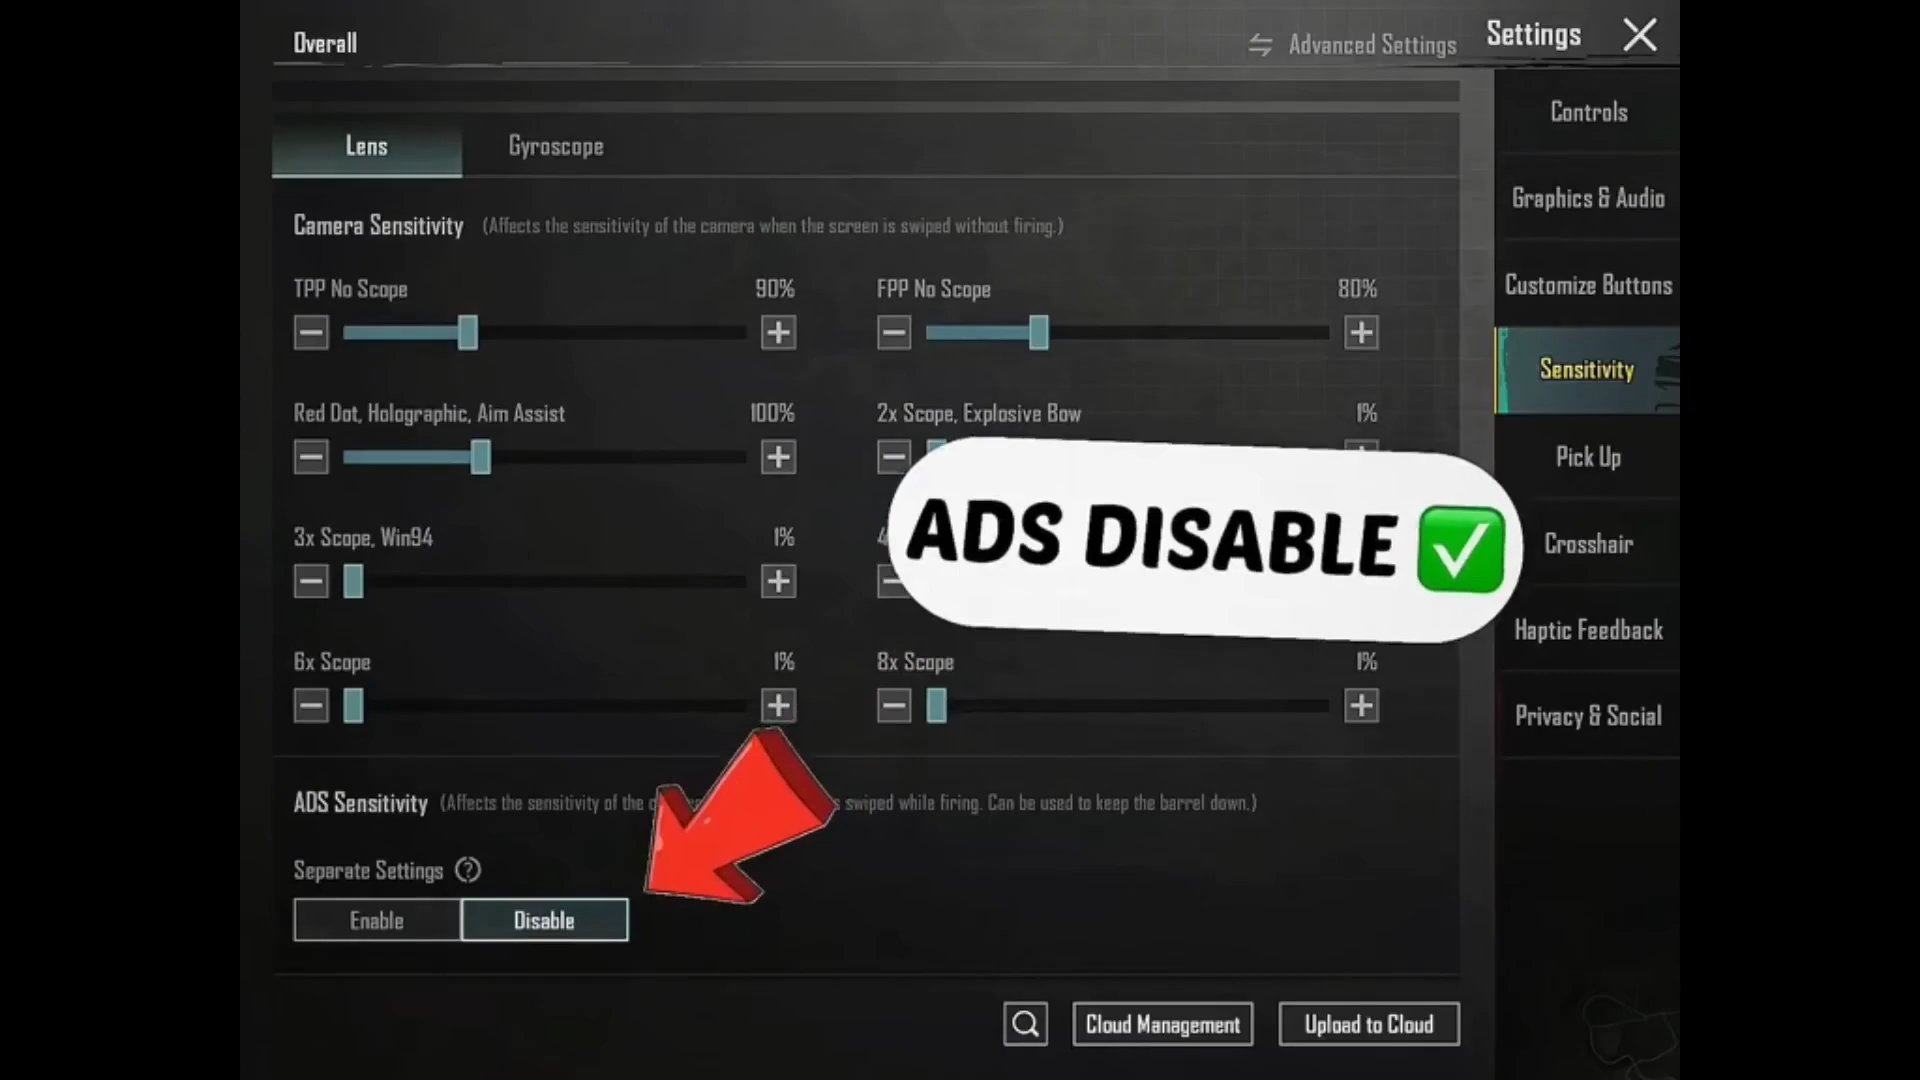 Overall
Advanced Settings
Settings
Lens
Gyroscope
Camera Sensitivity (Affects the sensitivity of the camera when the screen is swiped without firing.)
TPP No Scope 90%
FPP No Scope 80%
Red Dot, Holographic, Aim Assist 100%
2x Scope, Explosive Bow 1%
3x Scope, Win94 1%
4
ADS DISABLE ✅
6x Scope 1%
8x Scope 1%
ADS Sensitivity (Affects the sensitivity of the swiped while firing. Can be used to keep the barrel down.)
Separate Settings ?
Enable
Disable
Cloud Management
Upload to Cloud
Controls
Graphics & Audio
Customize Buttons
Sensitivity
Pick Up
Crosshair
Haptic Feedback
Privacy & Social